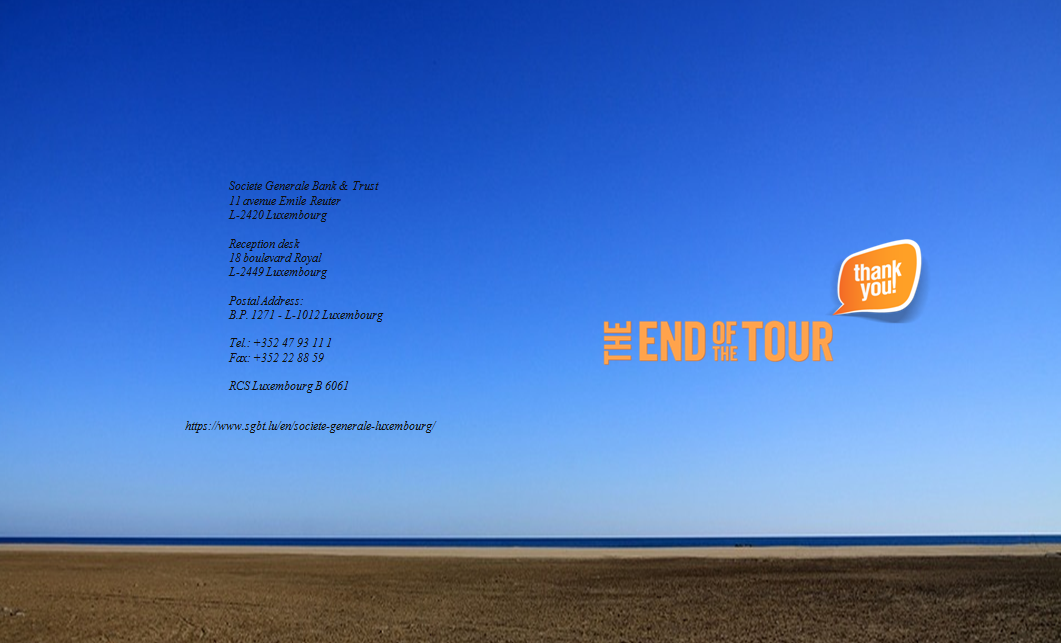 Societe Generale Bank & Trust
11 avenue Emile Reuter
L-2420 Luxembourg
Reception desk
18 boulevard Royal
L-2449 Luxembourg
Postal Address:
B.P. 1271 - L-1012 Luxembourg
Tel.: +352 47 93 11 1
Fax: +352 22 88 59
RCS Luxembourg B 6061
https://www.sgbt.lu/en/societe-generale-luxembourg/
thank
you!
THE END OF THE TOUR